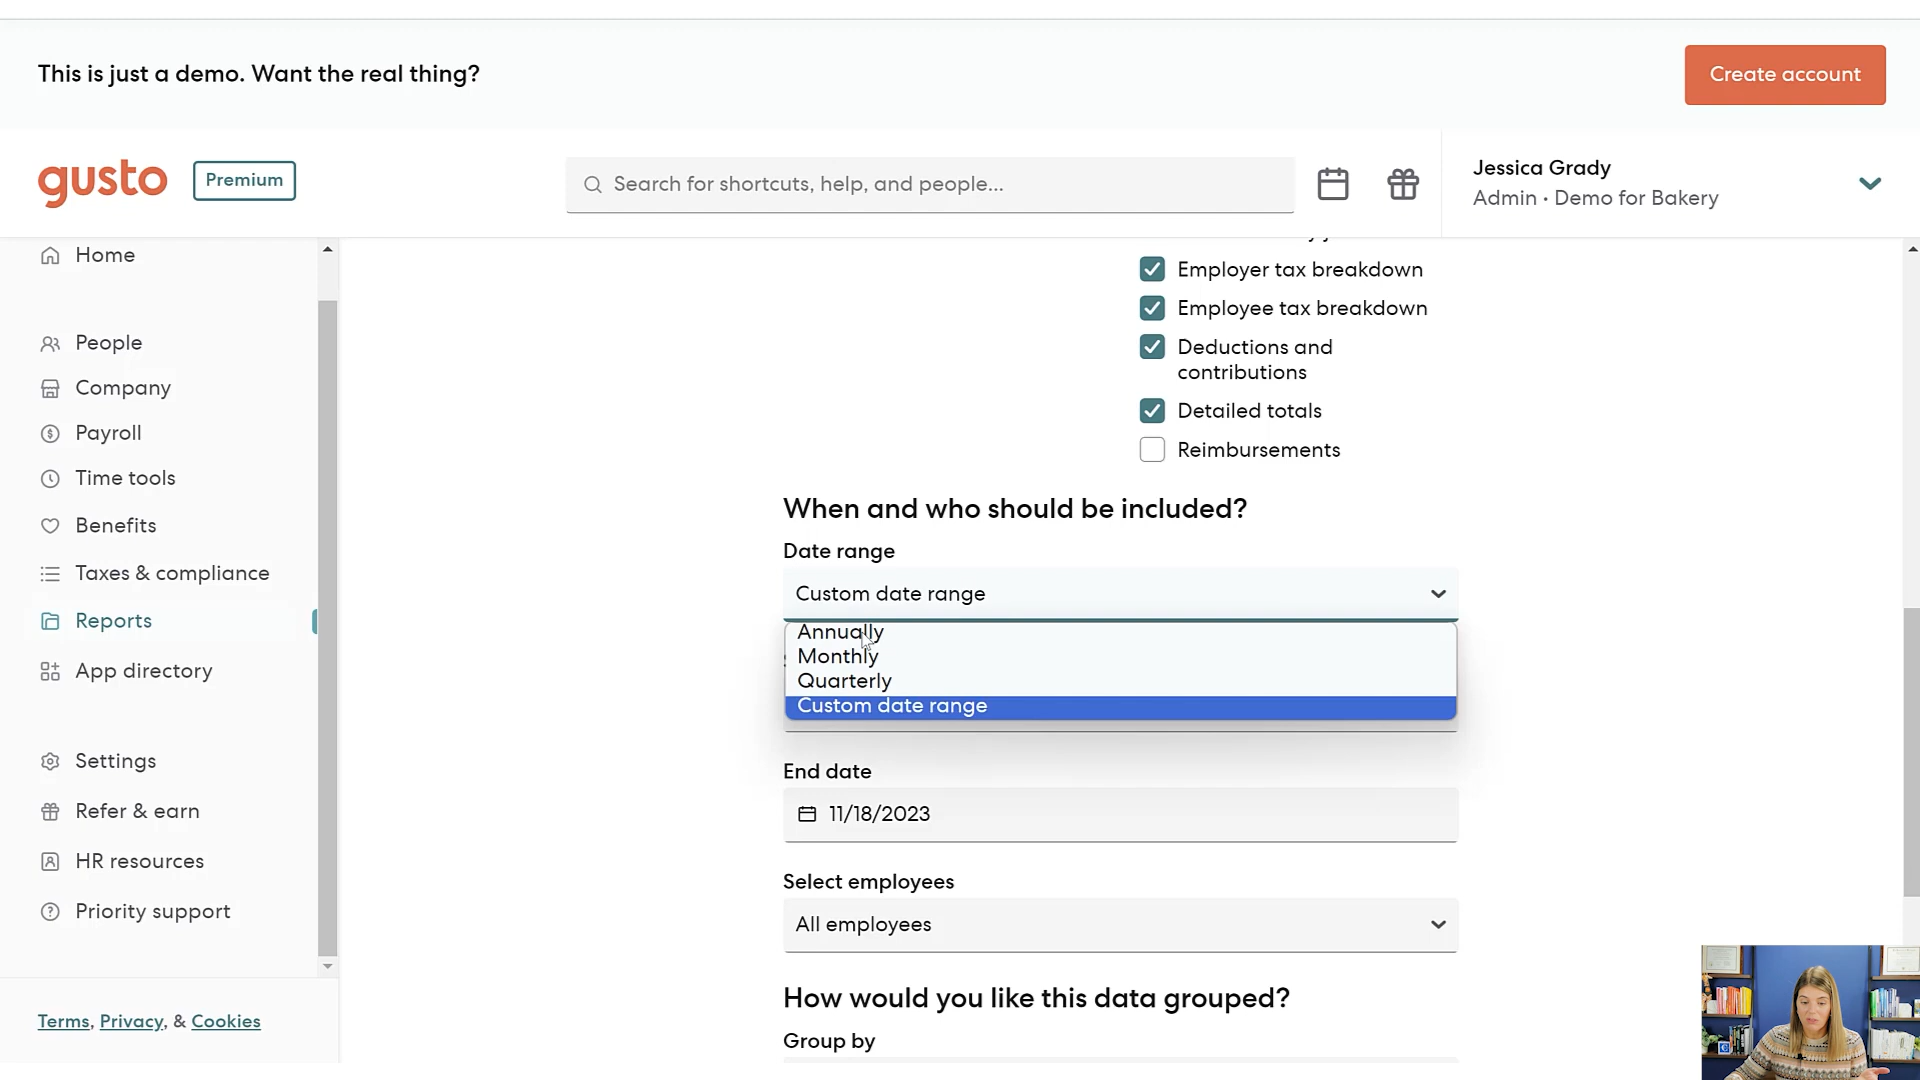 This is just a demo. Want the real thing?
Create account
gusto
Premium
Search for shortcuts, help, and people...
Jessica Grady
Admin • Demo for Bakery
Home
People
Company
Payroll
Time tools
Benefits
Taxes & compliance
Reports
App directory
Settings
Refer & earn
HR resources
Priority support
Terms, Privacy, & Cookies
Employer tax breakdown
Employee tax breakdown
Deductions and
contributions
Detailed totals
Reimbursements
When and who should be included?
Date range
Custom date range
Annually
Monthly
Quarterly
Custom date range
End date
11/18/2023
Select employees
All employees
How would you like this data grouped?
Group by